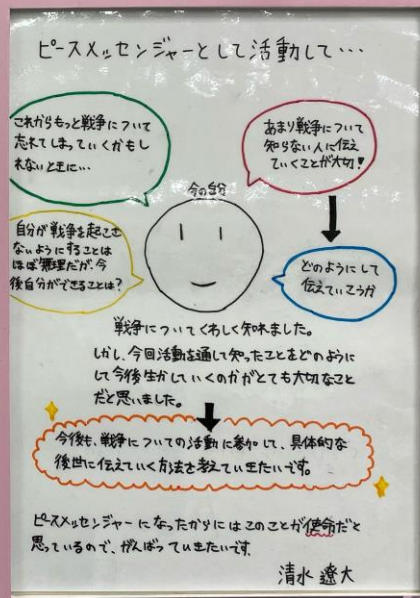 ピースメッセンジャーとして活動して…
これからもっと戦争について
忘れてしまっていくかもし
れないときに…
あまり戦争について
知らない人に伝え
ていくことが大切!
今の自分
自分が戦争を起こさ
ないようにすることは
ほぼ無理だが、今
後自分ができることは?
どのようにして
伝えていこうか
戦争についてくわしく知れました。
しかし、今回活動を通して知ったことをどのように
して今後生かしていくのかがとても大切なこと
だと思いました。
今後も、戦争についての活動に参加して、具体的な
後世に伝えていく方法を考えていきたいです。
ピースメッセンジャーになったからにはこのことが使命だと
思っているので、がんばっていきたいです。
清水 遼大